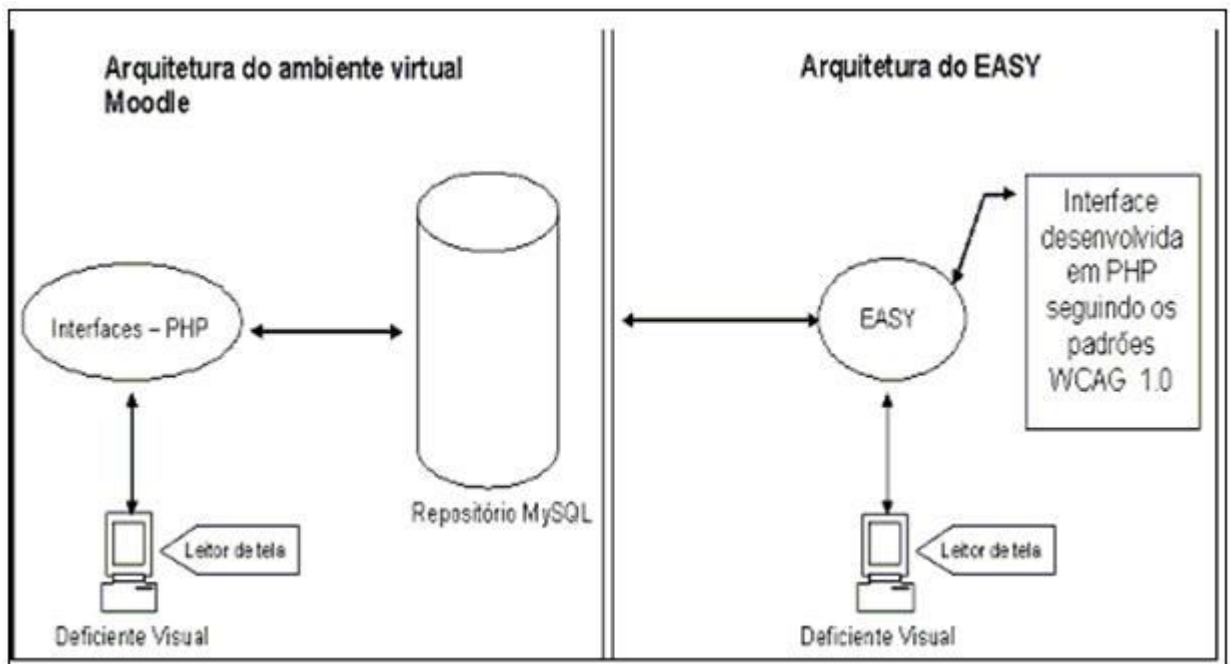 Arquitetura do ambiente virtual
Moodle
Interfaces – PHP
Repositório MySQL
Leitor de tela
Deficiente Visual
Arquitetura do EASY
EASY
Interface
desenvolvida
em PHP
seguindo os
padrões
WCAG 1.0
Leitor de tela
Deficiente Visual